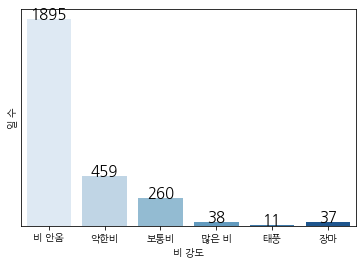 1895
459
260
38
11
37
일 수
비 안옴
약한비
보통비
많은 비
태풍
장마
비 강도